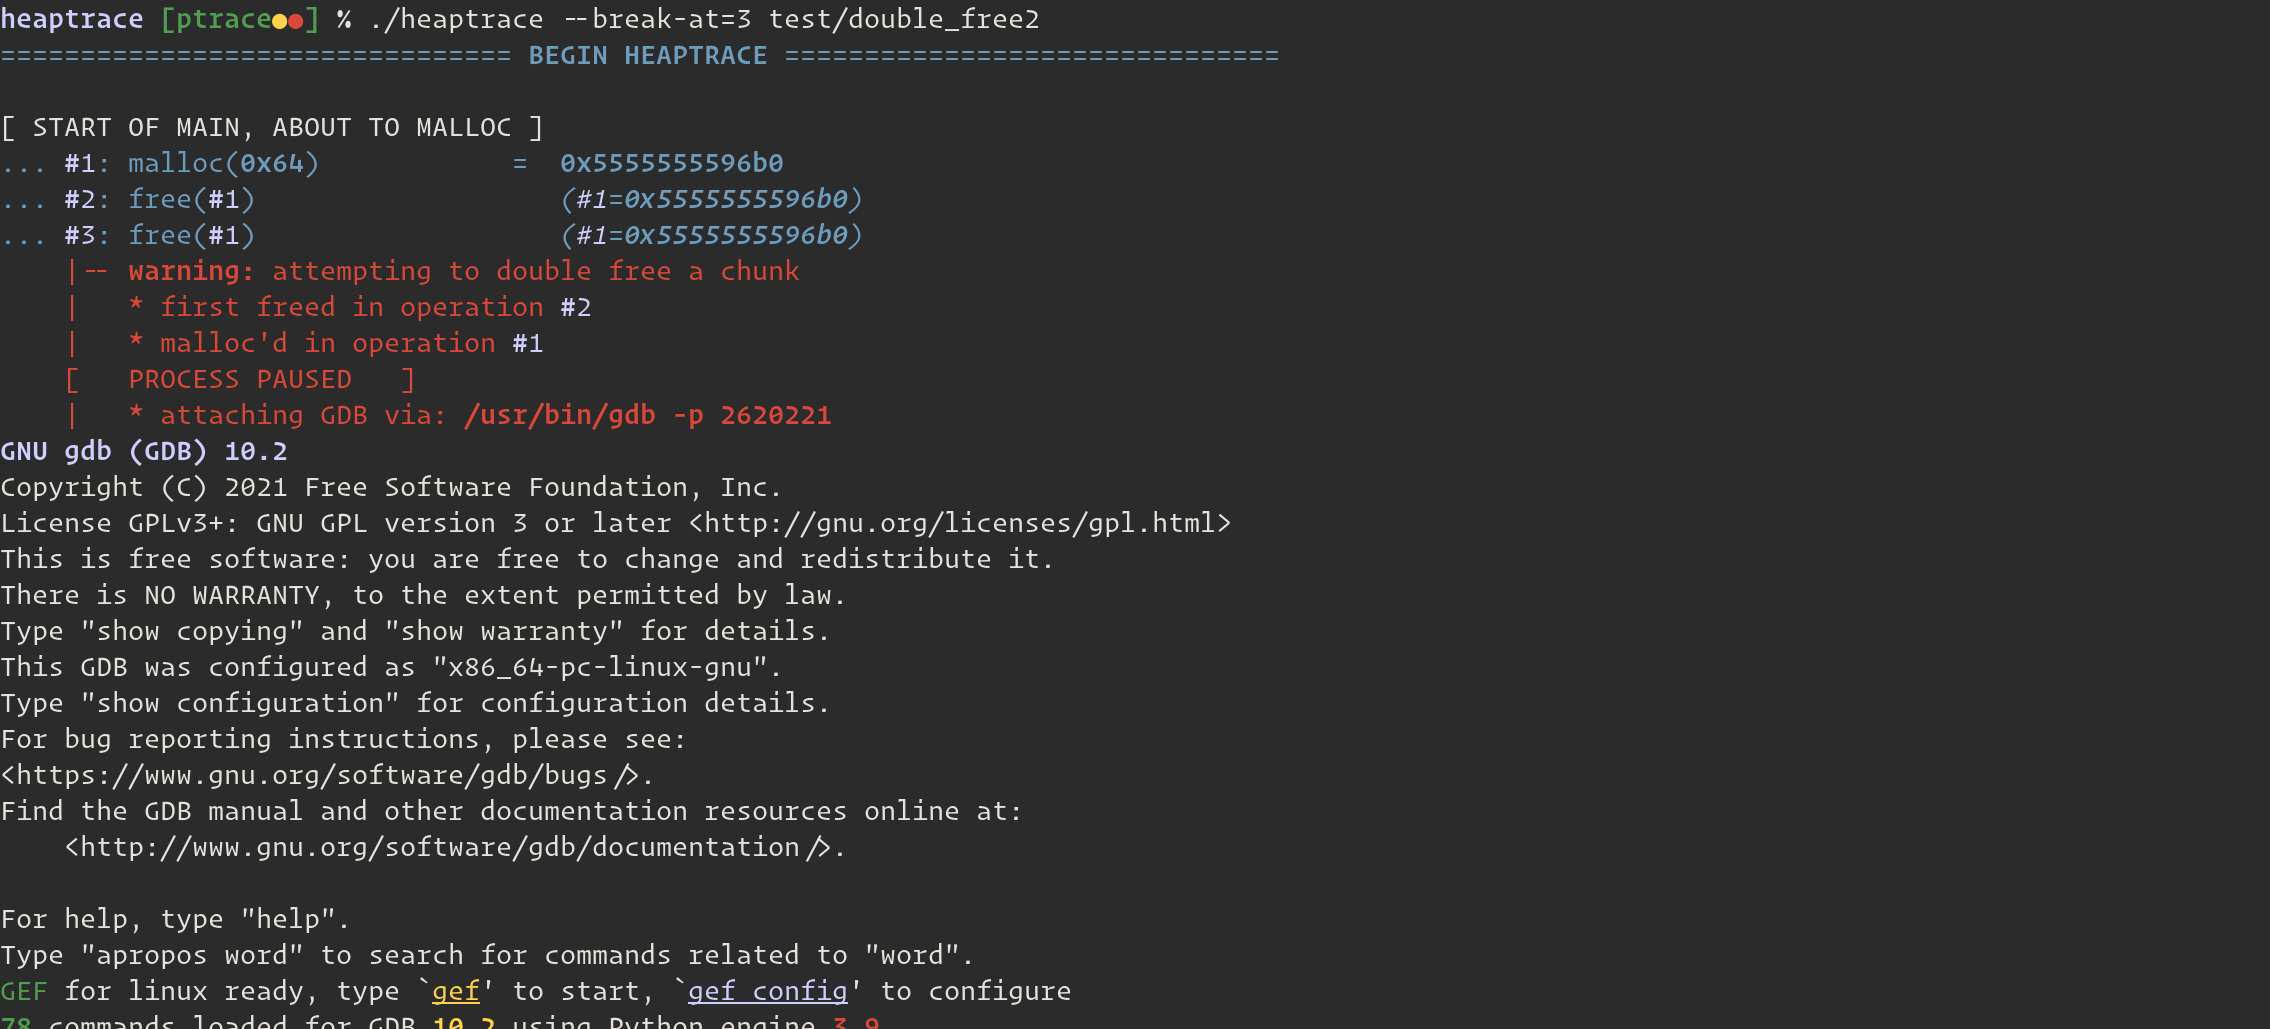 heaptrace [ptrace●●] % ./heaptrace --break-at=3 test/double_free2
================================ BEGIN HEAPTRACE ===============================
[ START OF MAIN, ABOUT TO MALLOC ]
... #1: malloc(0x64)            =  0x5555555596b0
... #2: free(#1)                   (#1=0x5555555596b0)
... #3: free(#1)                   (#1=0x5555555596b0)
    |-- warning: attempting to double free a chunk
    |   * first freed in operation #2
    |   * malloc'd in operation #1
    [   PROCESS PAUSED   ]
    |   * attaching GDB via: /usr/bin/gdb -p 2620221
GNU gdb (GDB) 10.2
Copyright (C) 2021 Free Software Foundation, Inc.
License GPLv3+: GNU GPL version 3 or later <http://gnu.org/licenses/gpl.html>
This is free software: you are free to change and redistribute it.
There is NO WARRANTY, to the extent permitted by law.
Type "show copying" and "show warranty" for details.
This GDB was configured as "x86_64-pc-linux-gnu".
Type "show configuration" for configuration details.
For bug reporting instructions, please see:
<https://www.gnu.org/software/gdb/bugs/>.
Find the GDB manual and other documentation resources online at:
    <http://www.gnu.org/software/gdb/documentation/>.
For help, type "help".
Type "apropos word" to search for commands related to "word".
GEF for linux ready, type `gef' to start, `gef config' to configure
78 commands loaded for GDB 10.2 using Python engine 3.9